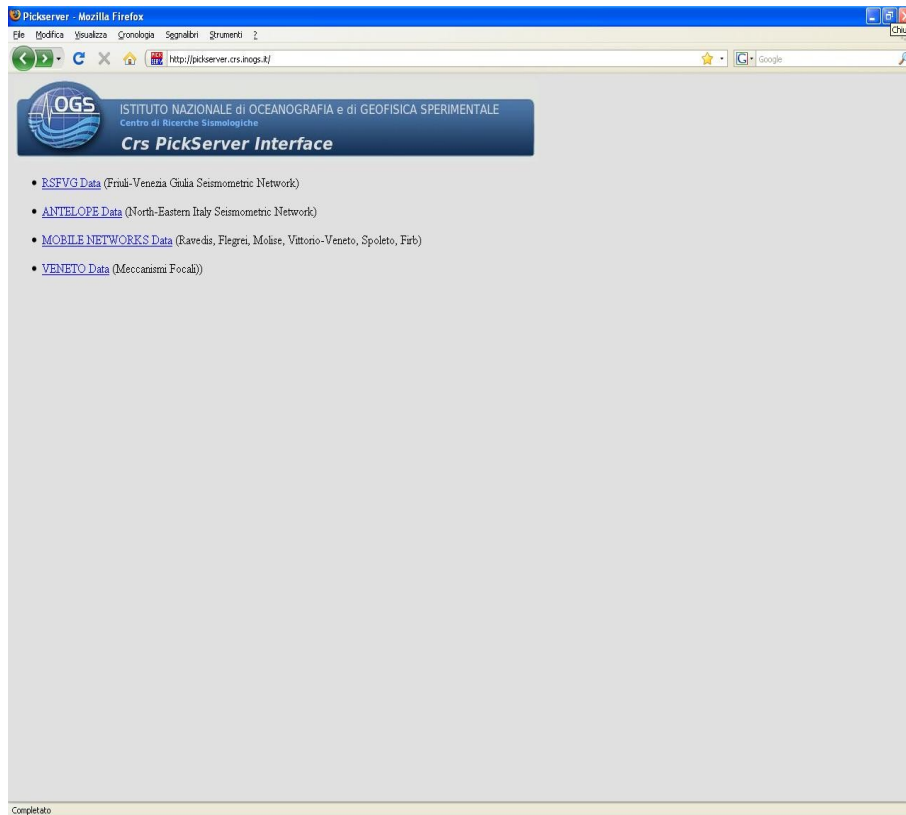 Pickserver - Mozilla Firefox
File Modifica Visualizza Cronologia Segnalibri Strumenti ?
Chiu
http://pickserver.crs.inogs.it/
Google
OGS
ISTITUTO NAZIONALE di OCEANOGRAFIA e di GEOFISICA SPERIMENTALE
Centro di Ricerche Sismologiche
Crs PickServer Interface
• RSFVG Data (Friuli-Venezia Giulia Seismometric Network)
• ANTELOPE Data (North-Eastern Italy Seismometric Network)
• MOBILE NETWORKS Data (Ravedis, Flegrei, Molise, Vittorio-Veneto, Spoleto, Firb)
• VENETO Data (Meccanismi Focali))
Completato